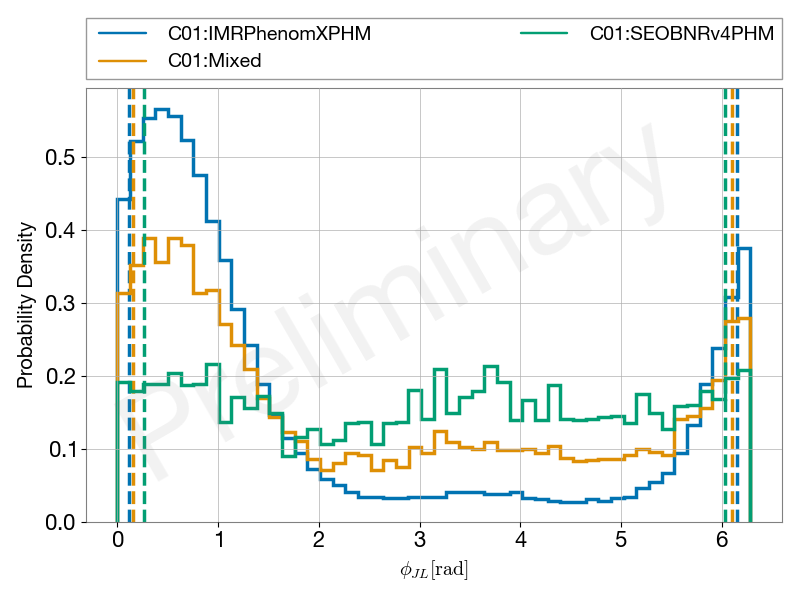 C01:IMRPhenomXPHM
C01:Mixed
C01:SEOBNRv4PHM
Preliminary
Probability Density
0.5
0.4
0.3
0.2
0.1
0.0
0 1 2 3 4 5 6
ϕ_JL[rad]